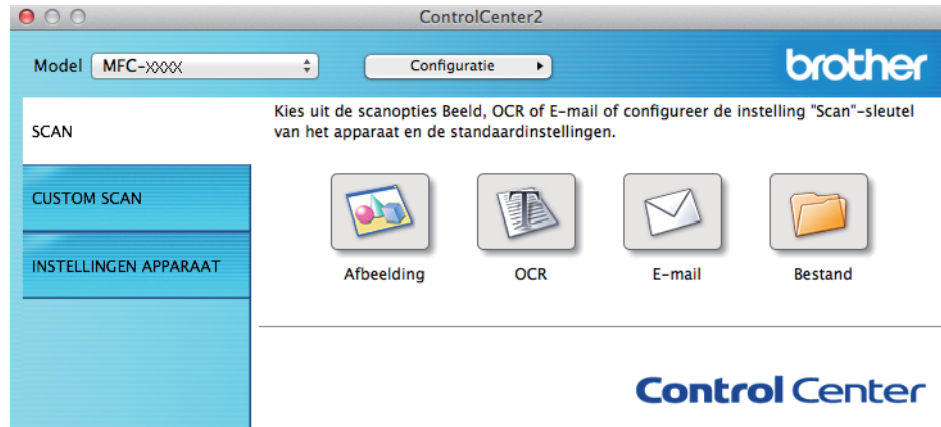 ControlCenter2
Model MFC-XXXX Configuratie brother
SCAN
CUSTOM SCAN
INSTELLINGEN APPARAAT
Kies uit de scanopties Beeld, OCR of E-mail of configureer de instelling "Scan"-sleutel
van het apparaat en de standaardinstellingen.
Afbeelding OCR E-mail Bestand
Control Center